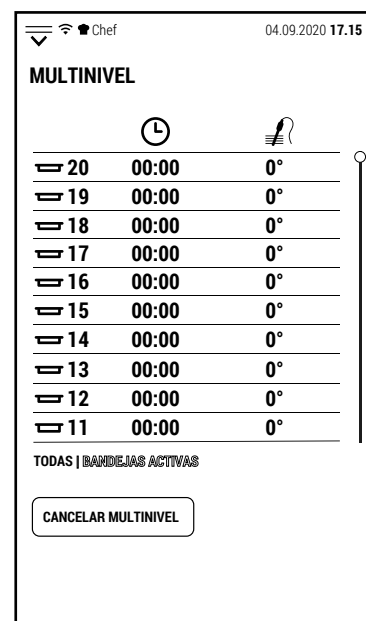 Chef 04.09.2020 17.15
MULTINIVEL
20 00:00 0°
19 00:00 0°
18 00:00 0°
17 00:00 0°
16 00:00 0°
15 00:00 0°
14 00:00 0°
13 00:00 0°
12 00:00 0°
11 00:00 0°
TODAS | BANDEJAS ACTIVAS
CANCELAR MULTINIVEL